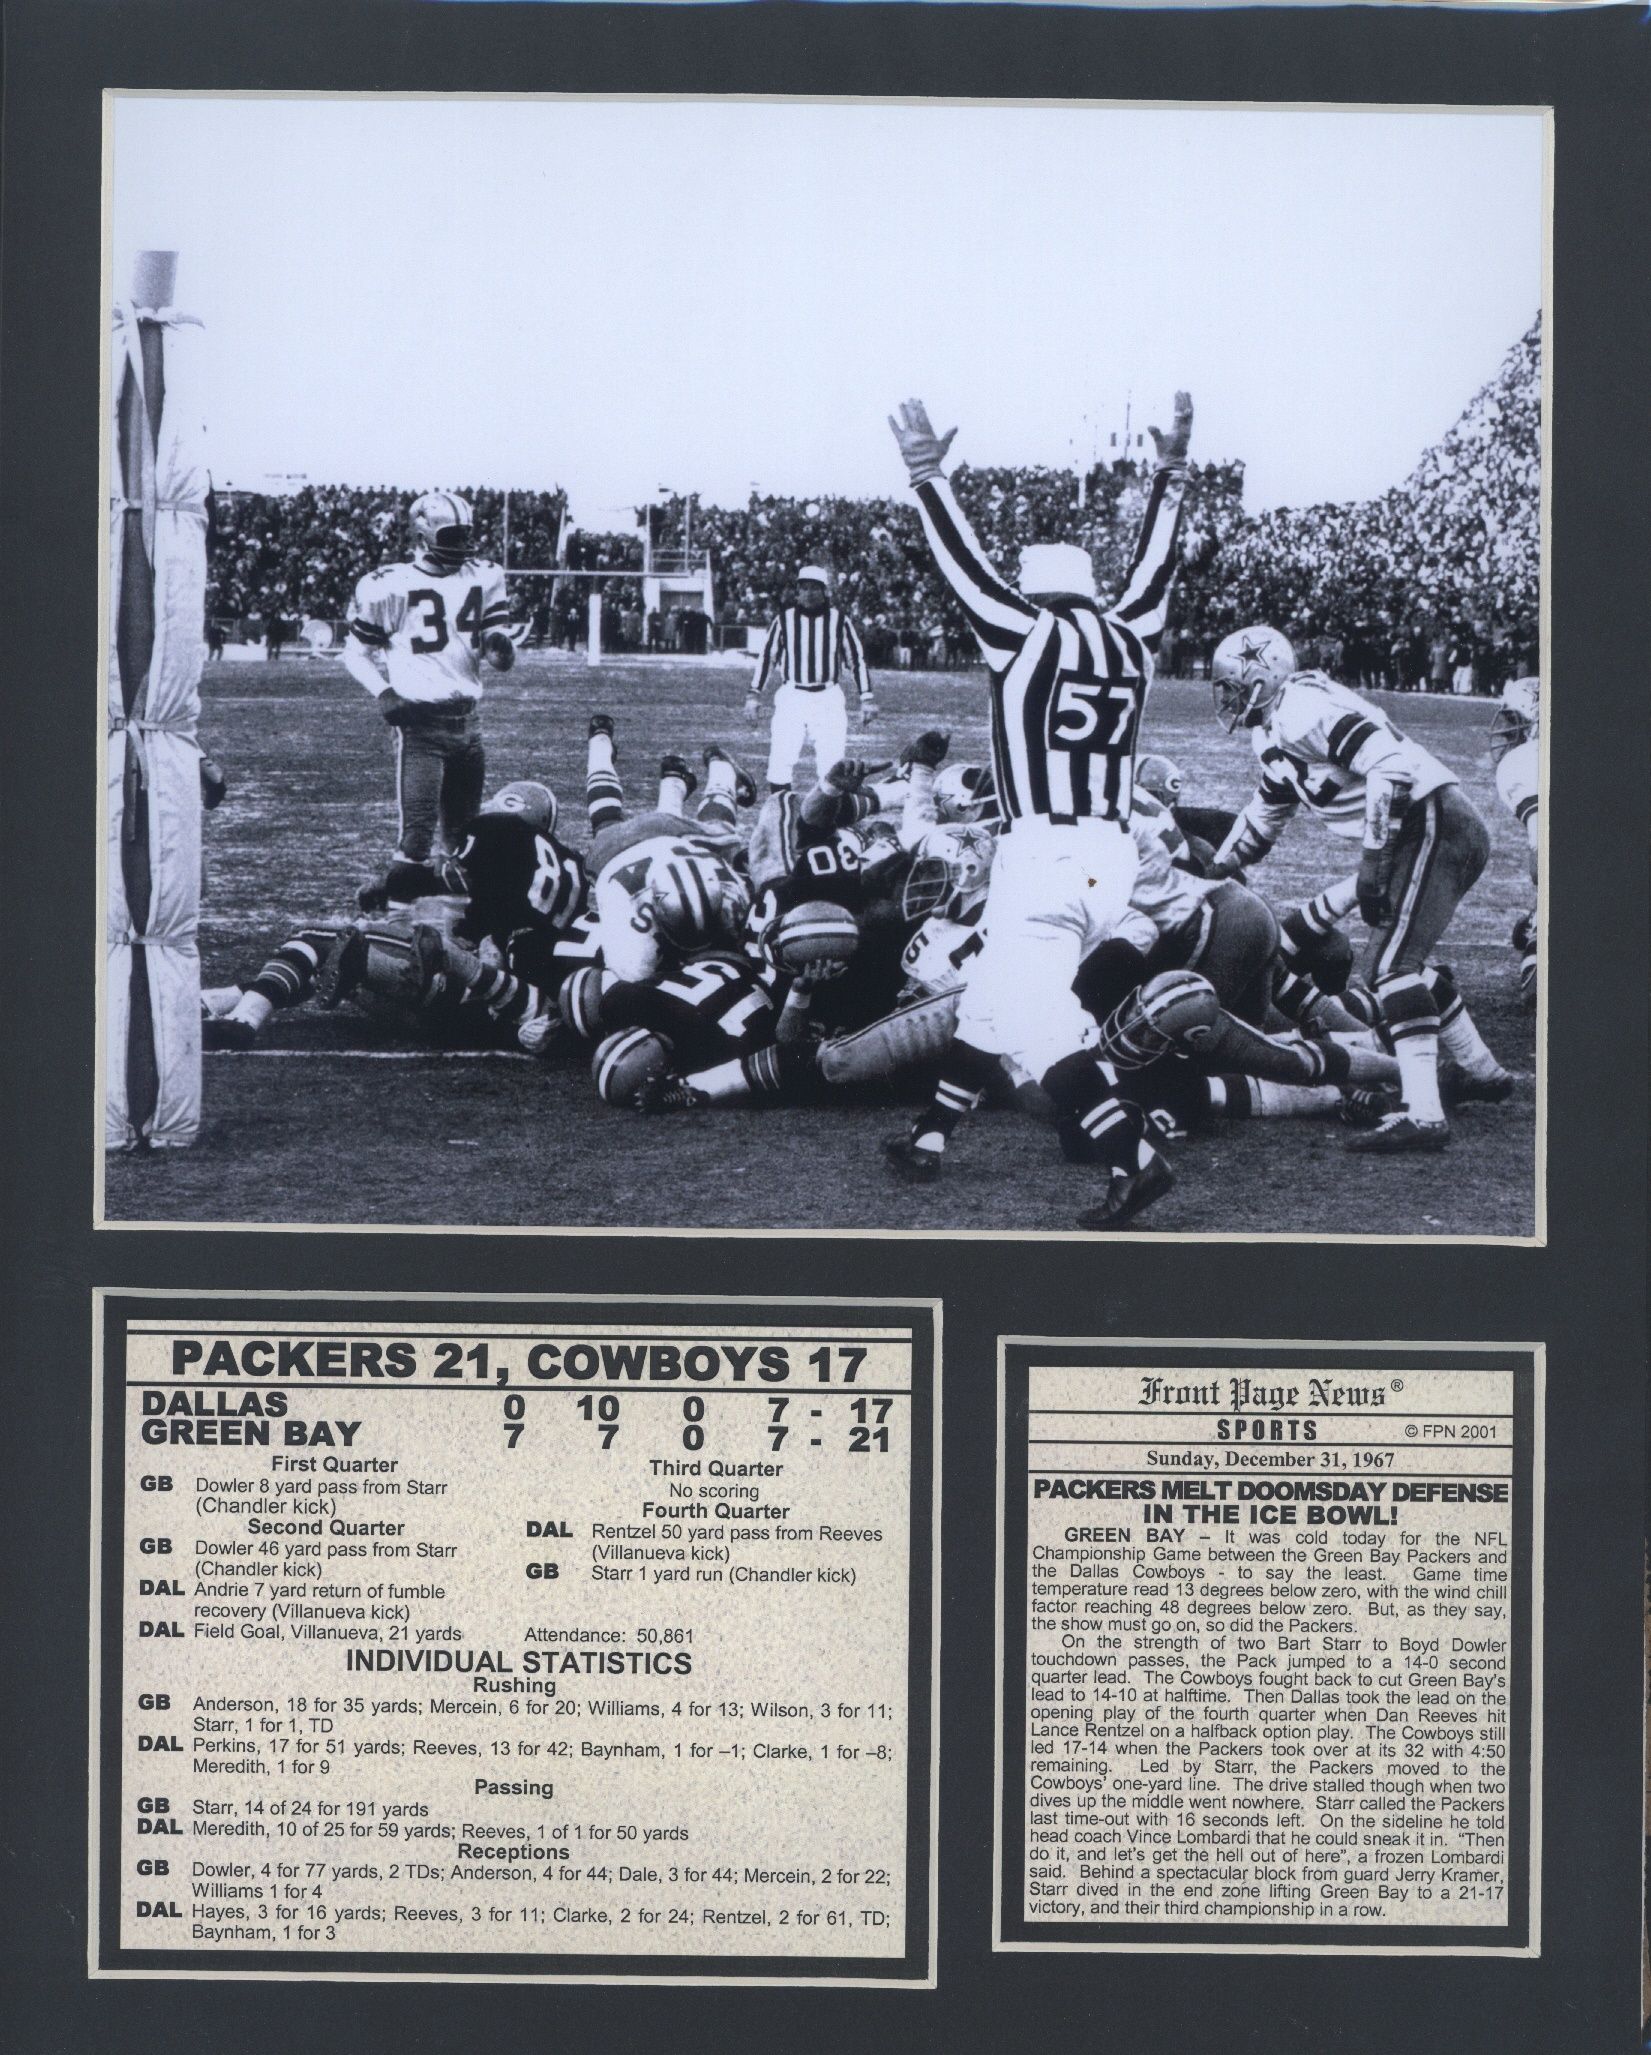 34
57
81
30
5
15
5
PACKERS 21, COWBOYS 17
DALLAS 0 10 0 7 - 17
GREEN BAY 7 7 0 7 - 21
First Quarter
GB Dowler 8 yard pass from Starr
(Chandler kick)
Second Quarter
GB Dowler 46 yard pass from Starr
(Chandler kick)
DAL Andrie 7 yard return of fumble
recovery (Villanueva kick)
DAL Field Goal, Villanueva, 21 yards
Third Quarter
No scoring
Fourth Quarter
DAL Rentzel 50 yard pass from Reeves
(Villanueva kick)
GB Starr 1 yard run (Chandler kick)
Attendance: 50,861
INDIVIDUAL STATISTICS
Rushing
GB Anderson, 18 for 35 yards; Mercein, 6 for 20; Williams, 4 for 13; Wilson, 3 for 11;
Starr, 1 for 1, TD
DAL Perkins, 17 for 51 yards; Reeves, 13 for 42; Baynham, 1 for –1; Clarke, 1 for –8;
Meredith, 1 for 9
Passing
GB Starr, 14 of 24 for 191 yards
DAL Meredith, 10 of 25 for 59 yards; Reeves, 1 of 1 for 50 yards
Receptions
GB Dowler, 4 for 77 yards, 2 TDs; Anderson, 4 for 44; Dale, 3 for 44; Mercein, 2 for 22;
Williams 1 for 4
DAL Hayes, 3 for 16 yards; Reeves, 3 for 11; Clarke, 2 for 24; Rentzel, 2 for 61, TD;
Baynham, 1 for 3
Front Page News®
SPORTS © FPN 2001
Sunday, December 31, 1967
PACKERS MELT DOOMSDAY DEFENSE
IN THE ICE BOWL!
GREEN BAY – It was cold today for the NFL
Championship Game between the Green Bay Packers and
the Dallas Cowboys - to say the least. Game time
temperature read 13 degrees below zero, with the wind chill
factor reaching 48 degrees below zero. But, as they say,
the show must go on, so did the Packers.
On the strength of two Bart Starr to Boyd Dowler
touchdown passes, the Pack jumped to a 14-0 second
quarter lead. The Cowboys fought back to cut Green Bay's
lead to 14-10 at halftime. Then Dallas took the lead on the
opening play of the fourth quarter when Dan Reeves hit
Lance Rentzel on a halfback option play. The Cowboys still
led 17-14 when the Packers took over at its 32 with 4:50
remaining. Led by Starr, the Packers moved to the
Cowboys' one-yard line. The drive stalled though when two
dives up the middle went nowhere. Starr called the Packers
last time-out with 16 seconds left. On the sideline he told
head coach Vince Lombardi that he could sneak it in. "Then
do it, and let's get the hell out of here", a frozen Lombardi
said. Behind a spectacular block from guard Jerry Kramer,
Starr dived in the end zone lifting Green Bay to a 21-17
victory, and their third championship in a row.